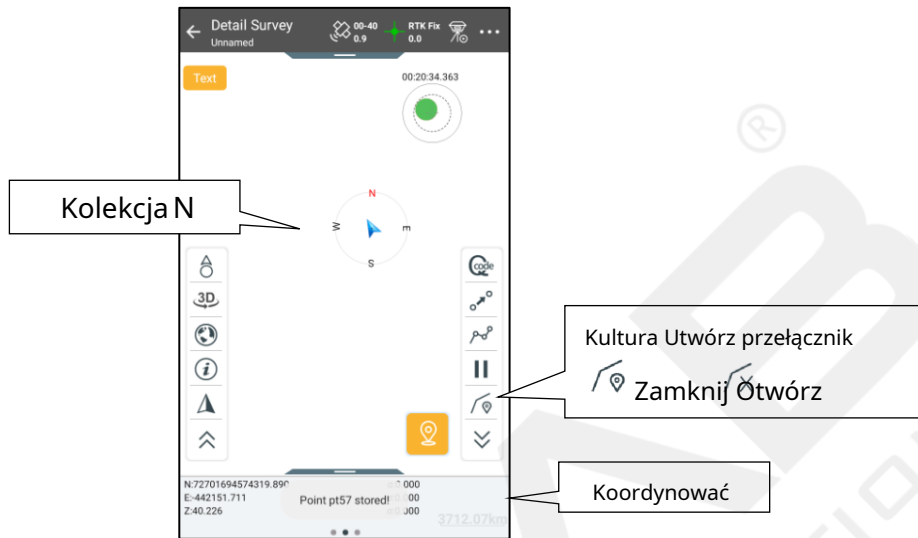 Detail Survey
Unnamed
00-40
0.9
RTK Fix
0.0
Text
00:20:34.363
Kolekcja N
N
W
E
S
code
3D
i
Kultura Utwórz przełącznik
Zamknij Otwórz
N:72701694574319.890
E:-442151.711
Z:40.226
Point pt57 stored!
3712.07km
Koordynować
®